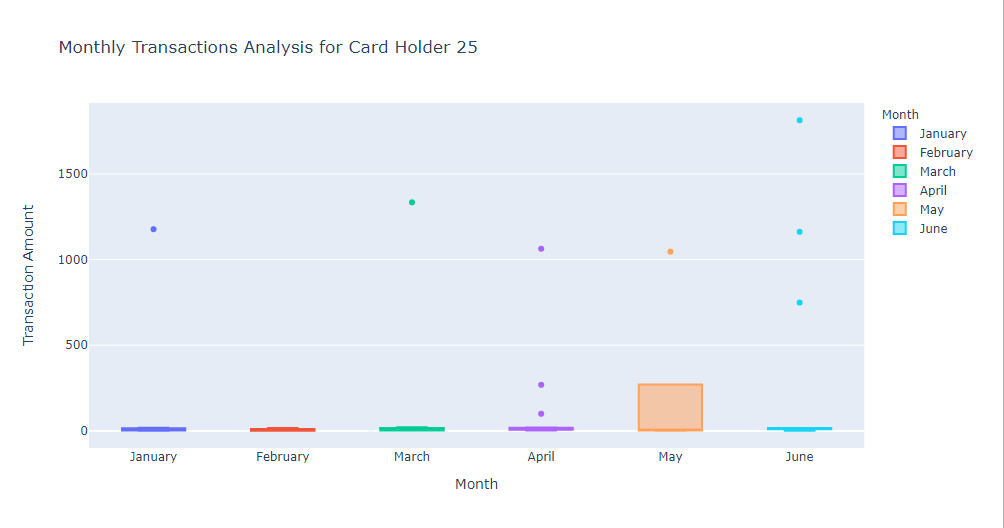 Monthly Transactions Analysis for Card Holder 25
Month
January
February
March
April
May
June
Transaction Amount
1500
1000
500
0
January February March April May June
Month